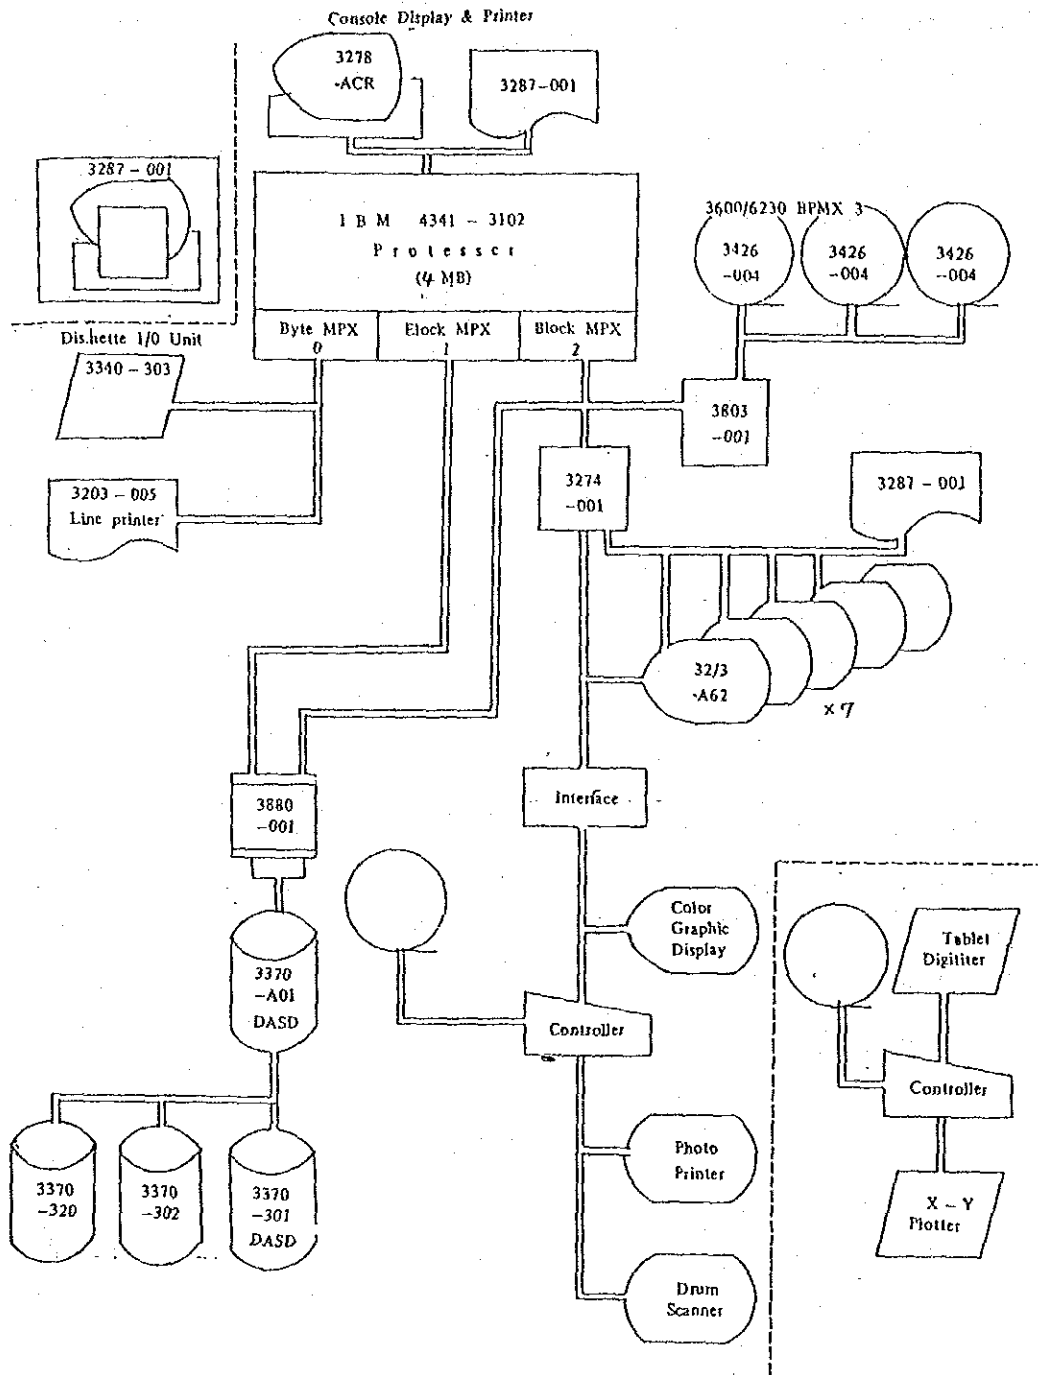 Console Display & Printer
3278
-ACR
3287-001
3287 - 001
I B M 4341 - 3102
P r o t e s s c r
(4 MB)
Byte MPX
0
Elock MPX
1
Block MPX
2
3600/6230 BPMX 3
3426
-004
3426
-004
3426
-004
Dis.hette I/0 Unit
3340 - 303
3203 - 005
Line printer
3803
-001
3274
-001
3287 - 001
32/3
-A62
x 7
Interface
3880
-001
Color
Graphic
Display
3370
-A01
DASD
Controller
Tablet
Digititer
Controller
Photo
Printer
3370
-320
3370
-302
3370
-301
DASD
X - Y
Plotter
Drum
Scanner